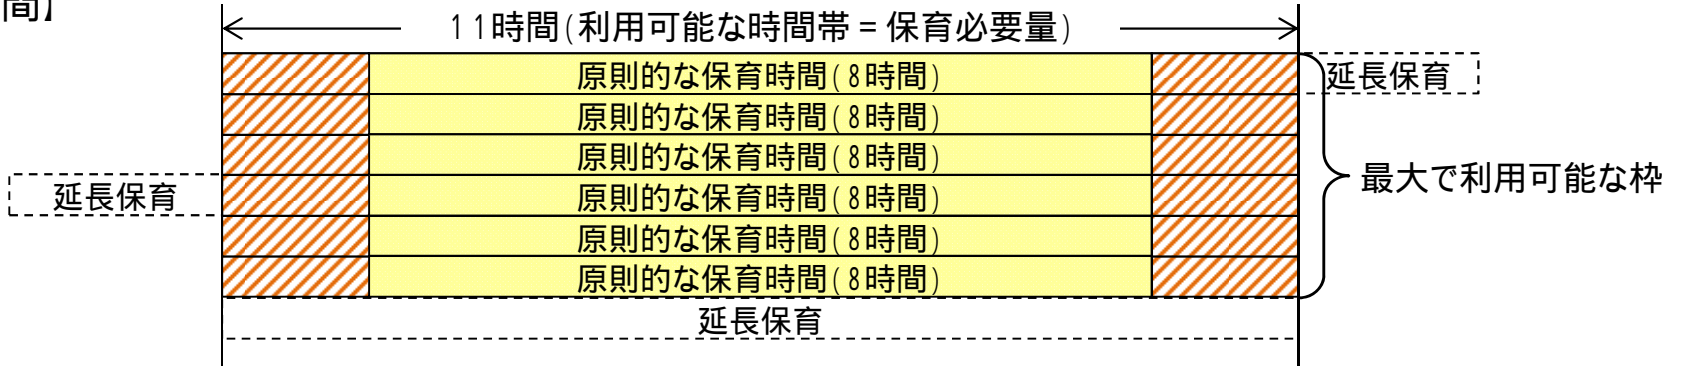 間】
11時間(利用可能な時間帯=保育必要量)
原則的な保育時間(8時間) 延長保育
原則的な保育時間(8時間)
原則的な保育時間(8時間)
最大で利用可能な枠
延長保育 原則的な保育時間(8時間)
原則的な保育時間(8時間)
原則的な保育時間(8時間)
延長保育